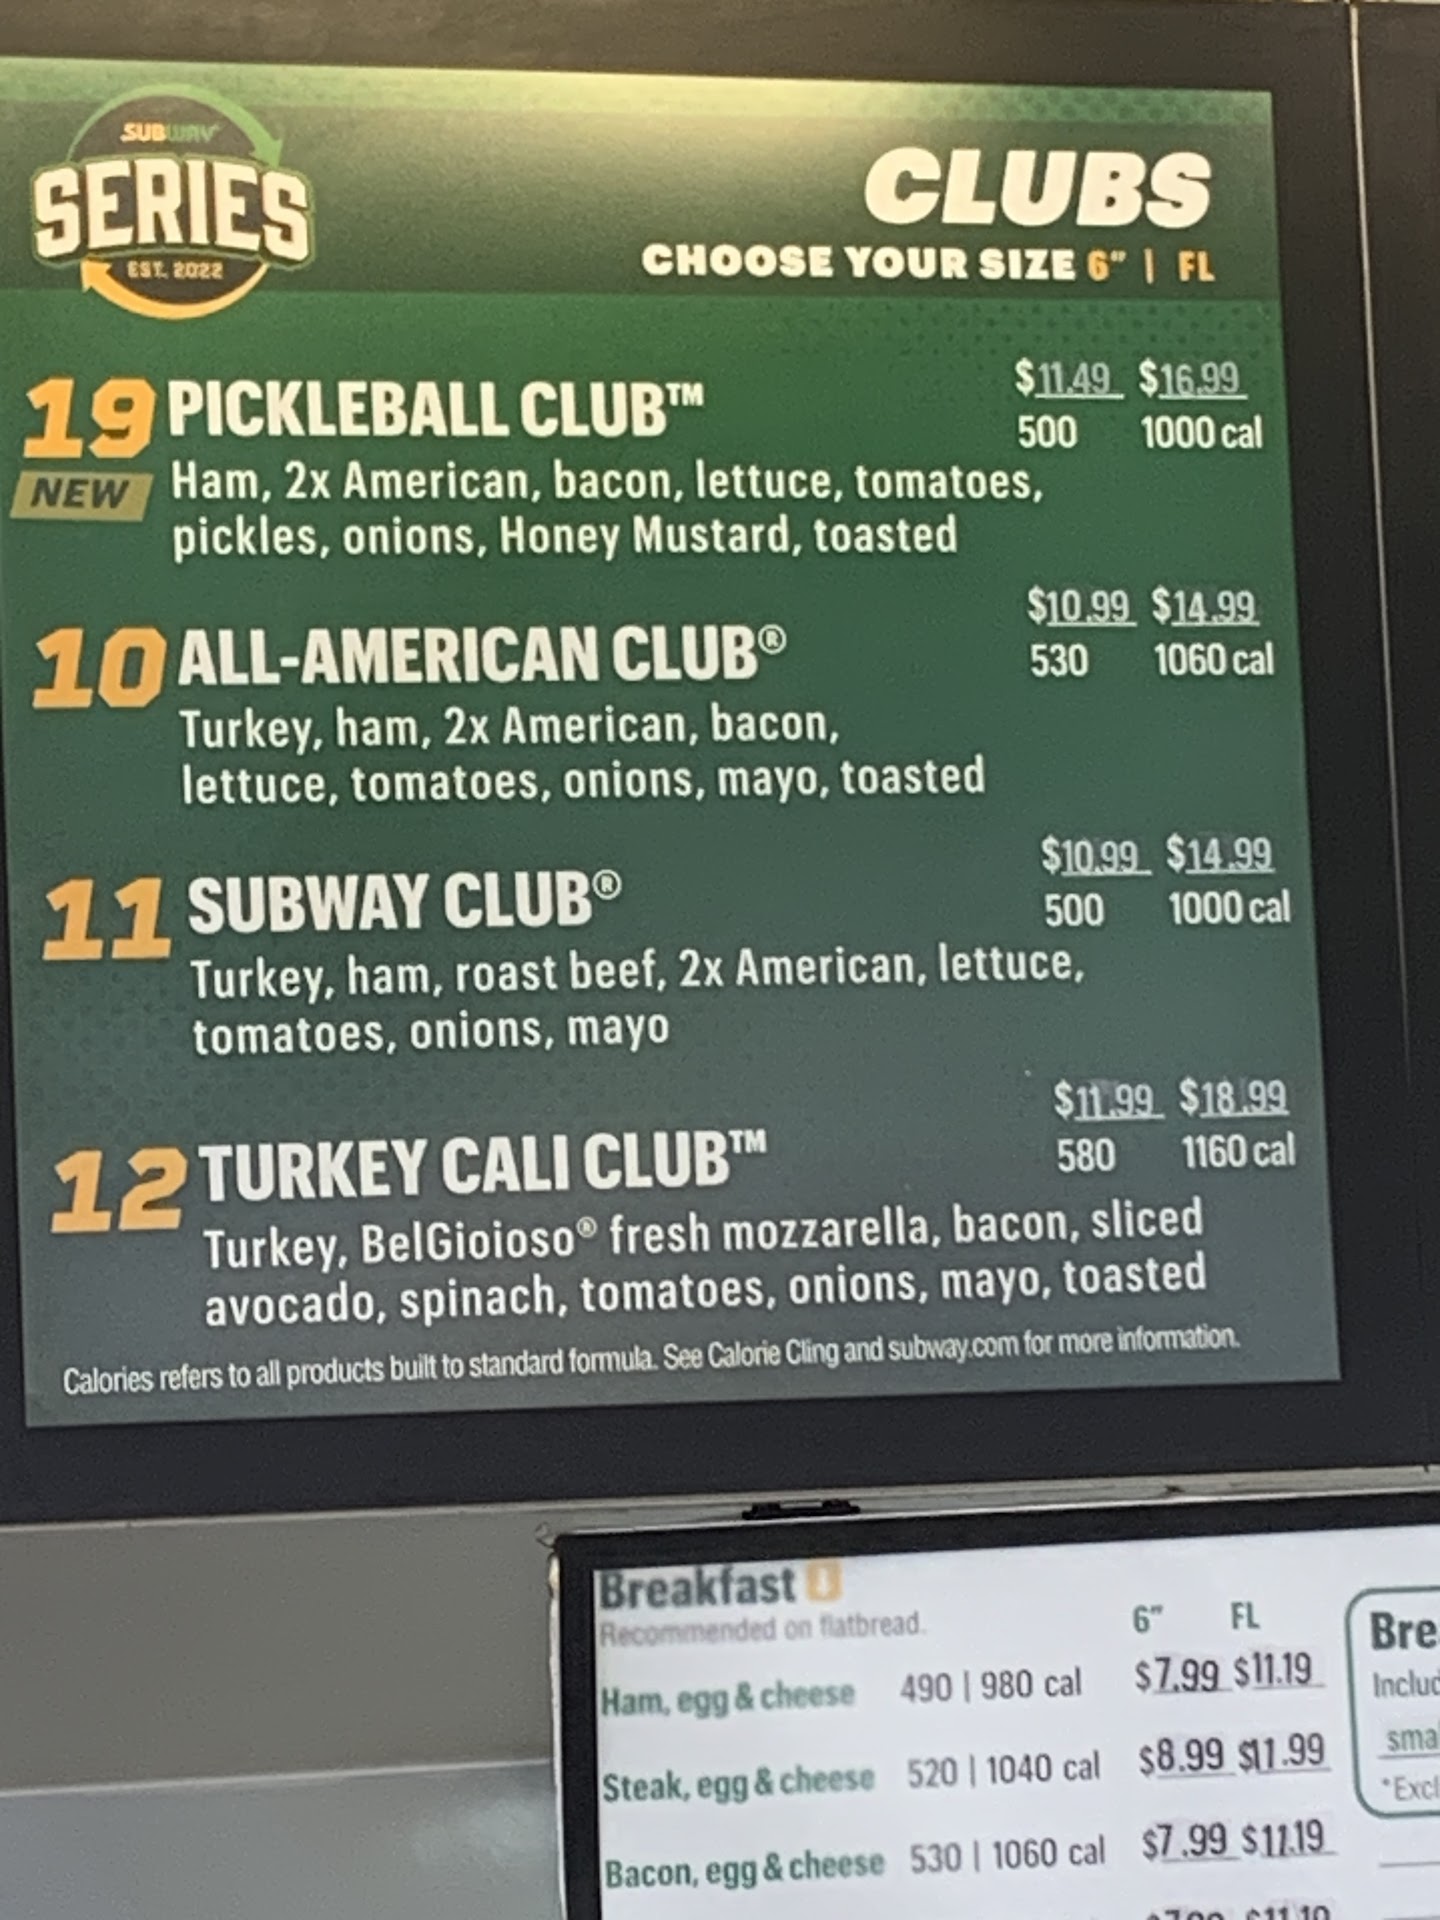 SUBWAY
SERIES
EST. 2022
CLUBS
CHOOSE YOUR SIZE 6" | FL
19 PICKLEBALL CLUB™ $11.49 $16.99
NEW
500 1000 cal
Ham, 2x American, bacon, lettuce, tomatoes,
pickles, onions, Honey Mustard, toasted
10 ALL-AMERICAN CLUB® $10.99 $14.99
530 1060 cal
Turkey, ham, 2x American, bacon,
lettuce, tomatoes, onions, mayo, toasted
11 SUBWAY CLUB® $10.99 $14.99
500 1000 cal
Turkey, ham, roast beef, 2x American, lettuce,
tomatoes, onions, mayo
12 TURKEY CALI CLUB™ $11.99 $18.99
580 1160 cal
Turkey, BelGioioso® fresh mozzarella, bacon, sliced
avocado, spinach, tomatoes, onions, mayo, toasted
Calories refers to all products built to standard formula. See Calorie Cling and subway.com for more information.
Breakfast
Recommended on flatbread.
6" FL
Ham, egg & cheese 490 | 980 cal $7.99 $11.19
Steak, egg & cheese 520 | 1040 cal $8.99 $11.99
Bacon, egg & cheese 530 | 1060 cal $7.99 $11.19
Bre
Includ
sma
*Excl